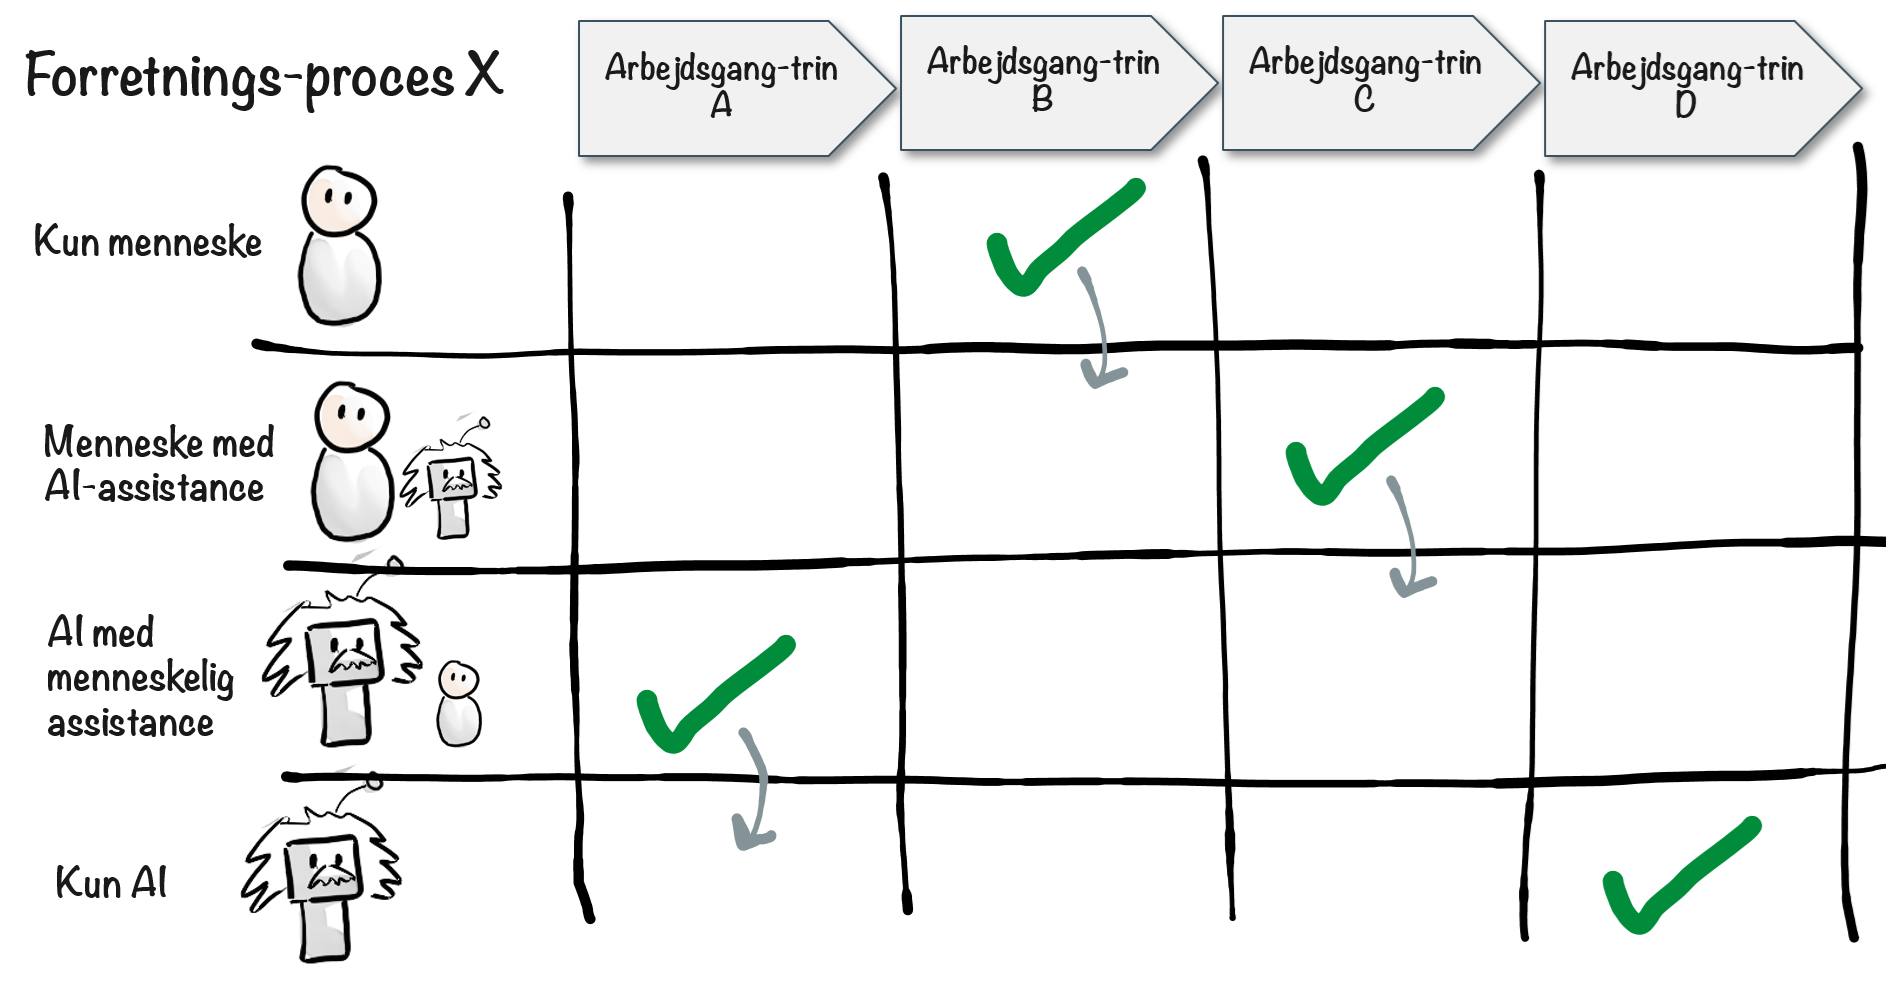 Forretnings-proces X
Arbejdsgang-trin
A
Arbejdsgang-trin
B
Arbejdsgang-trin
C
Arbejdsgang-trin
D
Kun menneske
Menneske med
AI-assistance
AI med
menneskelig
assistance
Kun AI